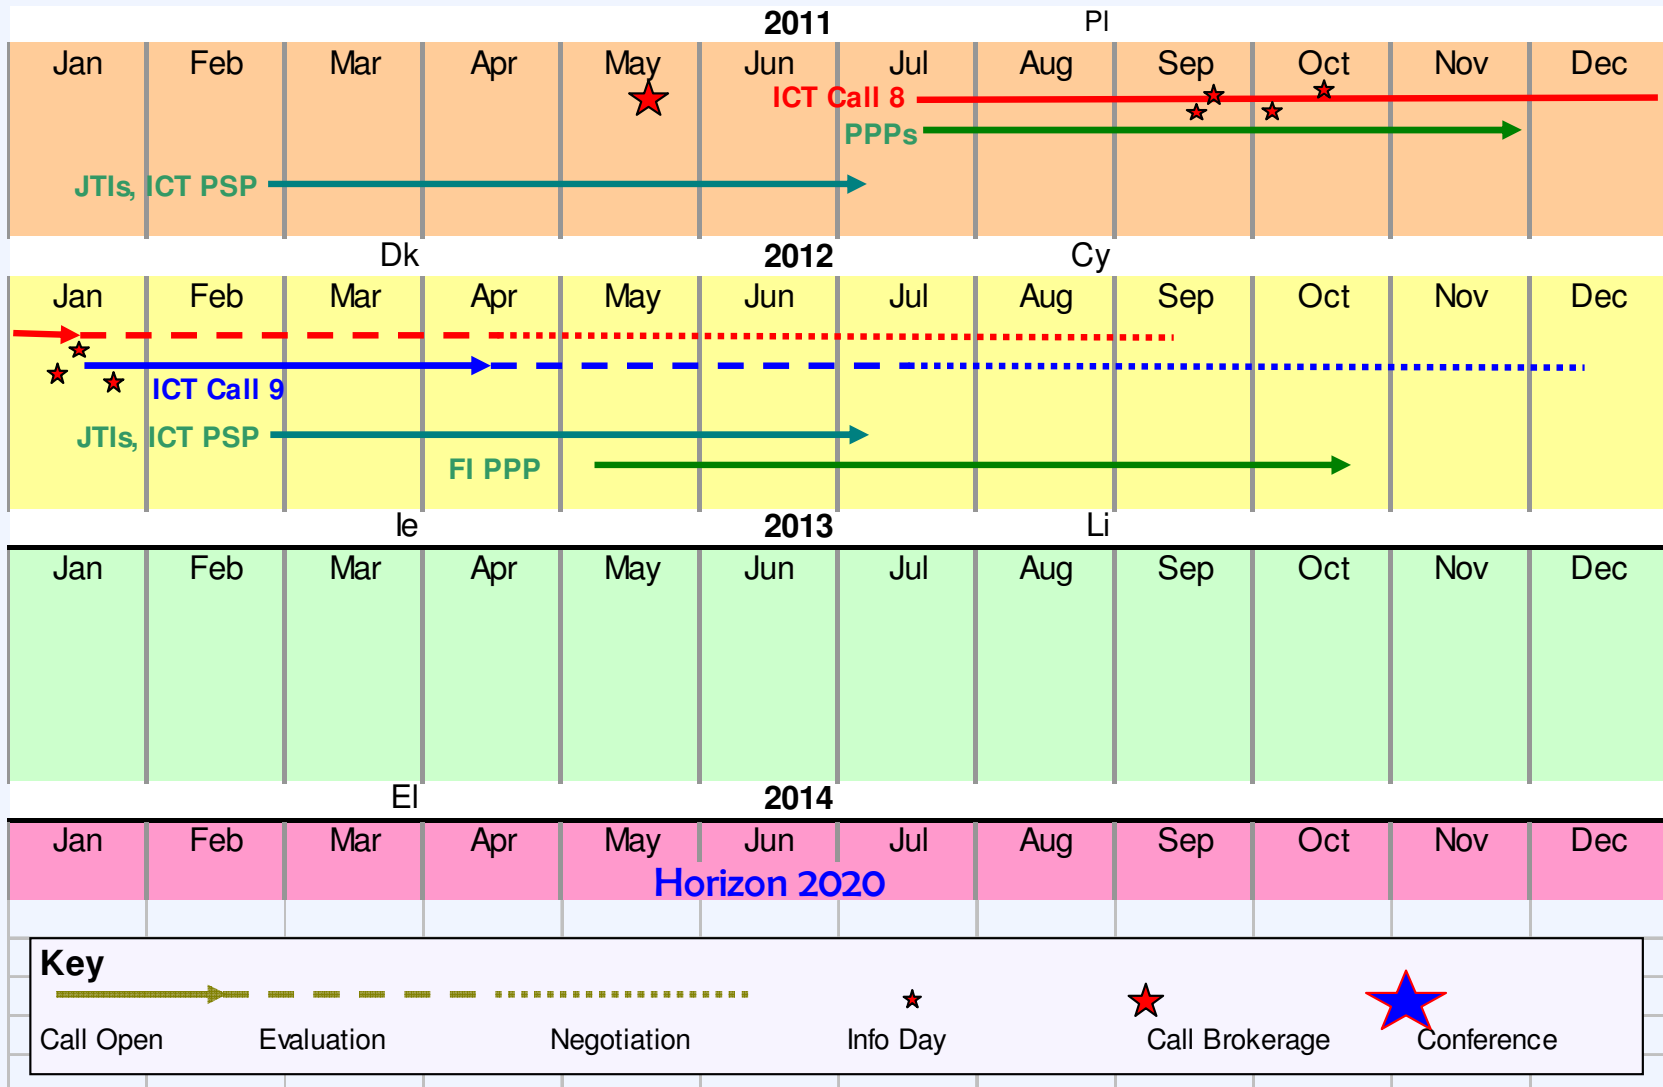 2011 Pl
Jan Feb Mar Apr May Jun Jul Aug Sep Oct Nov Dec
ICT Call 8
PPPs
JTIs, ICT PSP
Dk 2012 Cy
Jan Feb Mar Apr May Jun Jul Aug Sep Oct Nov Dec
ICT Call 9
JTIs, ICT PSP
FI PPP
Ie 2013 Li
Jan Feb Mar Apr May Jun Jul Aug Sep Oct Nov Dec
El 2014
Jan Feb Mar Apr May Jun Jul Aug Sep Oct Nov Dec
Horizon 2020
Key
Call Open Evaluation Negotiation Info Day Call Brokerage Conference